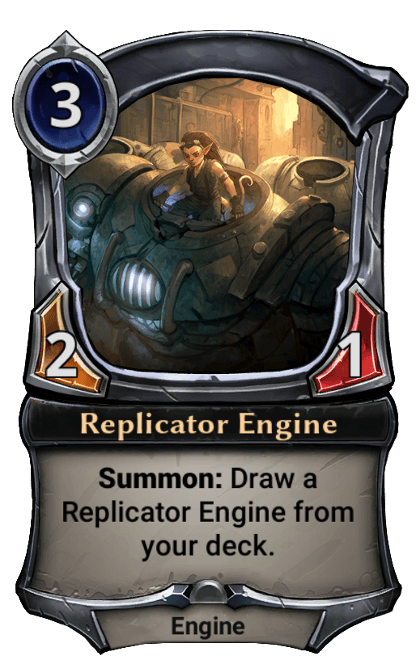 3
2
1
Replicator Engine
Summon: Draw a
Replicator Engine from
your deck.
Engine